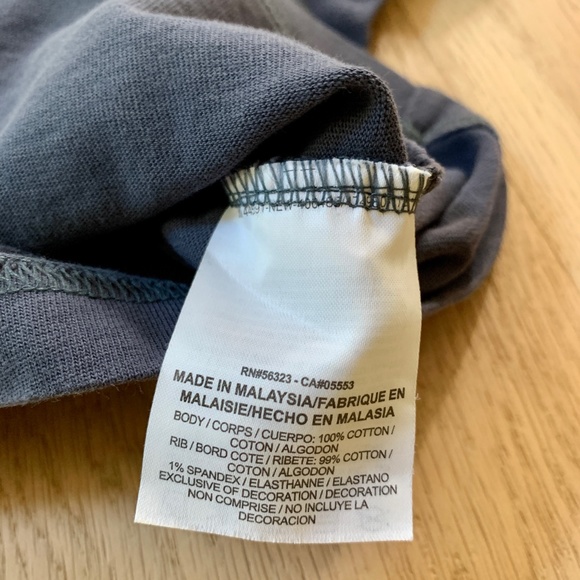 RN#56323 - CA#05553
MADE IN MALAYSIA/FABRIQUE EN
MALAISIE/HECHO EN MALASIA
BODY / CORPS / CUERPO: 100% COTTON /
COTON / ALGODON
RIB / BORD COTE / RIBETE: 99% COTTON /
COTON / ALGODON
1% SPANDEX / ELASTHANNE / ELASTANO
EXCLUSIVE OF DECORATION / DECORATION
NON COMPRISE / NO INCLUYE LA
DECORACION